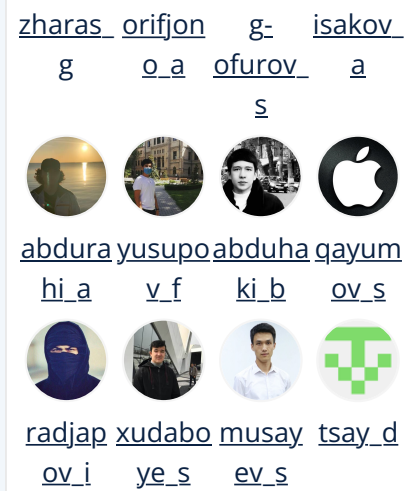 zharas_ orifjon g- isakov_
g o_a ofurov_ a
s
abdura yusupo abduha qayum
hi_a v_f ki_b ov_s
radjap xudabo musay tsay_d
ov_i ye_s ev_s